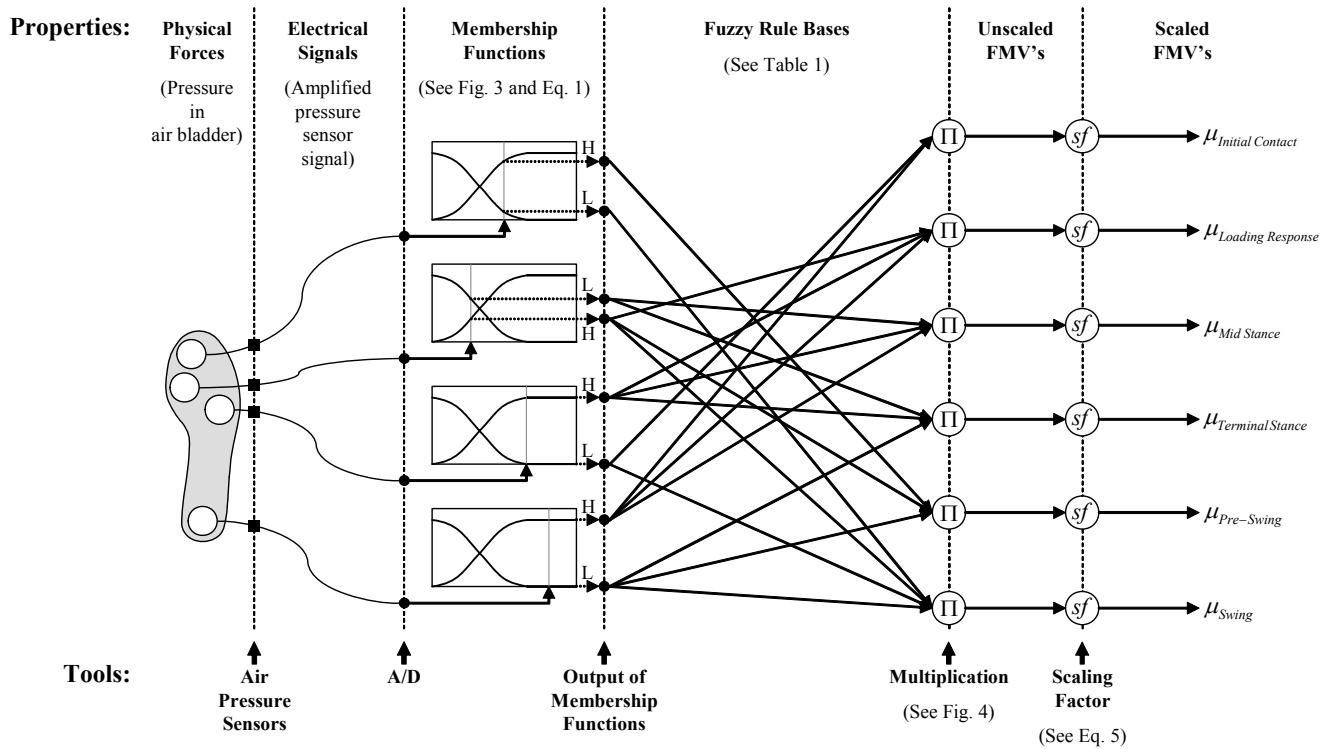 Properties:
Physical
Forces
(Pressure
in
air bladder)
Electrical
Signals
(Amplified
pressure
sensor
signal)
Membership
Functions
(See Fig. 3 and Eq. 1)
Fuzzy Rule Bases
(See Table 1)
Unscaled
FMV's
Scaled
FMV's
H
L
L
H
H
L
H
L
Π
sf
μInitial Contact
Π
sf
μLoading Response
Π
sf
μMid Stance
Π
sf
μTerminal Stance
Π
sf
μPre−Swing
Π
sf
μSwing
Tools:
Air
Pressure
Sensors
A/D
Output of
Membership
Functions
Multiplication
(See Fig. 4)
Scaling
Factor
(See Eq. 5)